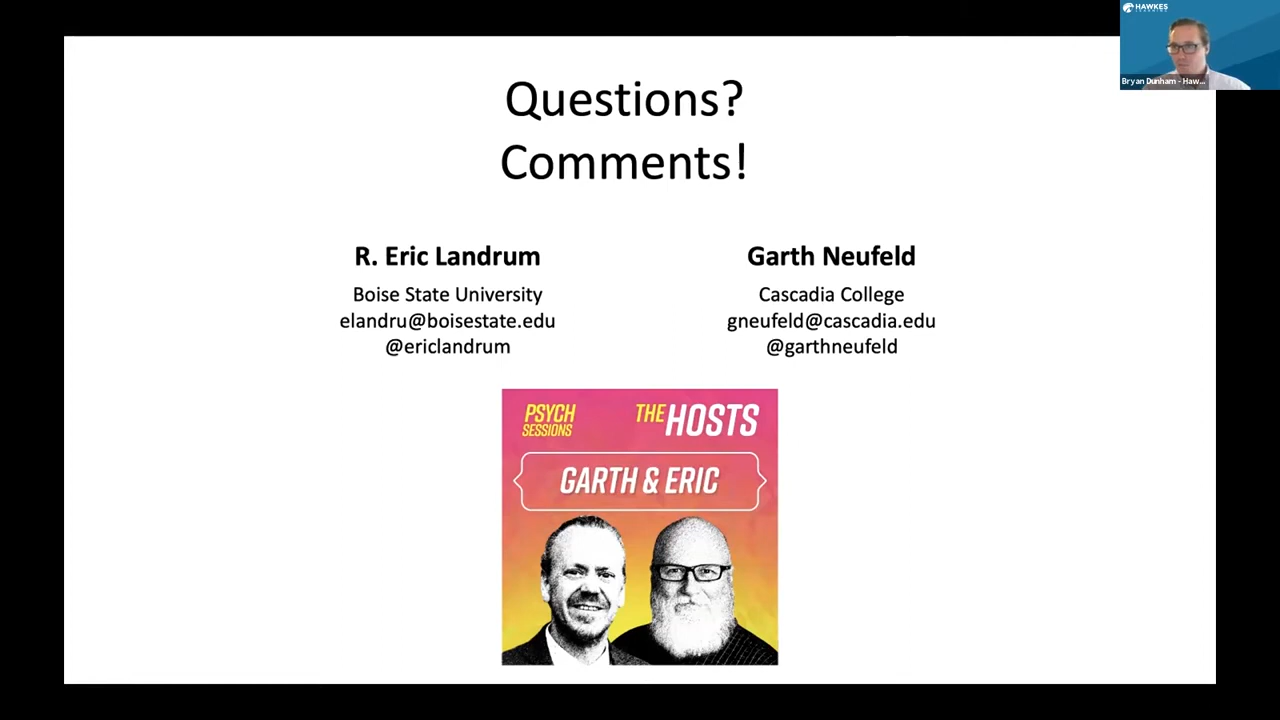 HAWKES
LEARNING
Bryan Dunham - Haw...
Questions?
Comments!
R. Eric Landrum
Boise State University
elandru@boisestate.edu
@ericlandrum
Garth Neufeld
Cascadia College
gneufeld@cascadia.edu
@garthneufeld
PSYCH
SESSIONS
THE HOSTS
GARTH & ERIC